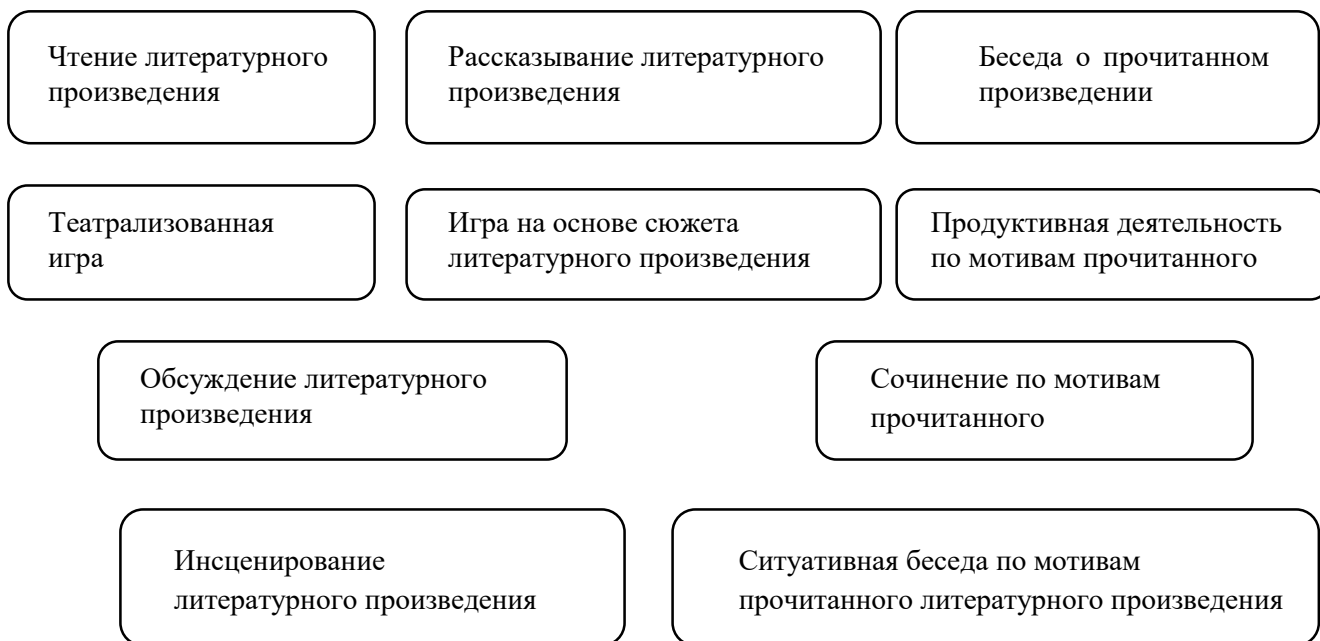 Чтение литературного
произведения
Рассказывание литературного
произведения
Беседа о прочитанном
произведении
Театрализованная
игра
Игра на основе сюжета
литературного произведения
Продуктивная деятельность
по мотивам прочитанного
Обсуждение литературного
произведения
Сочинение по мотивам
прочитанного
Инсценирование
литературного произведения
Ситуативная беседа по мотивам
прочитанного литературного произведения